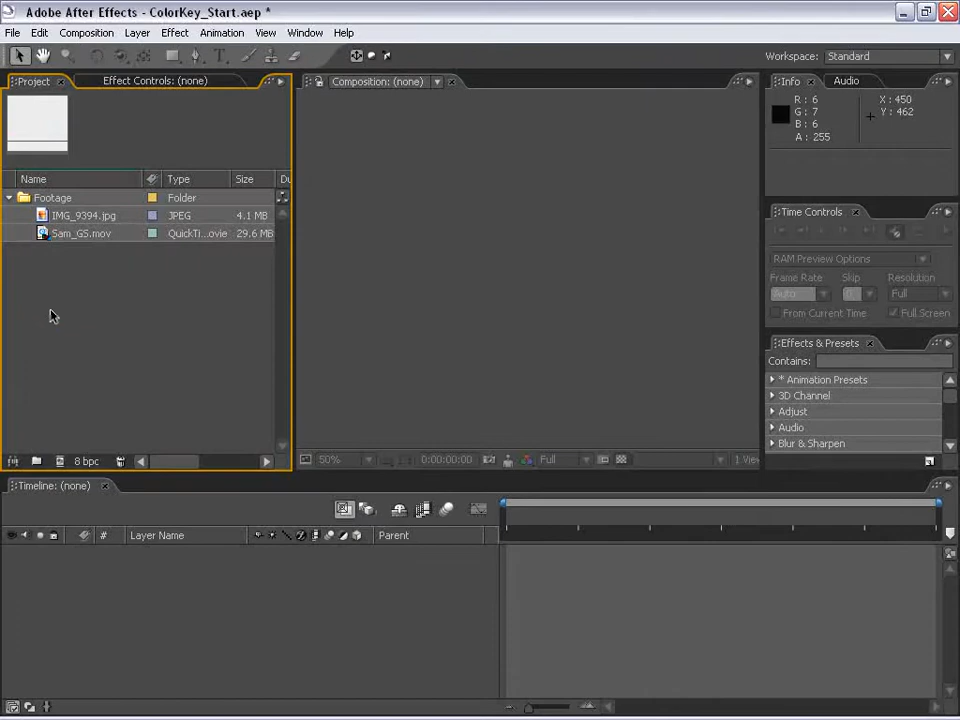 Adobe After Effects - ColorKey_Start.aep *
File Edit Composition Layer Effect Animation View Window Help
Workspace: Standard
Project Effect Controls: (none)
Composition: (none)
Info Audio
R : 6 X : 450
G : 7 Y : 462
B : 6
A : 255
Name Type Size Du
Footage Folder
IMG_9394.jpg JPEG 4.1 MB
Sam_GS.mov QuickTi...ovie 29.6 MB
Time Controls
RAM Preview Options
Frame Rate Skip Resolution
Auto 0 Full
From Current Time Full Screen
Effects & Presets
Contains:
* Animation Presets
3D Channel
Adjust
Audio
Blur & Sharpen
8 bpc
50% 0:00:00:00 Full 1 Vie
Timeline: (none)
# Layer Name Parent